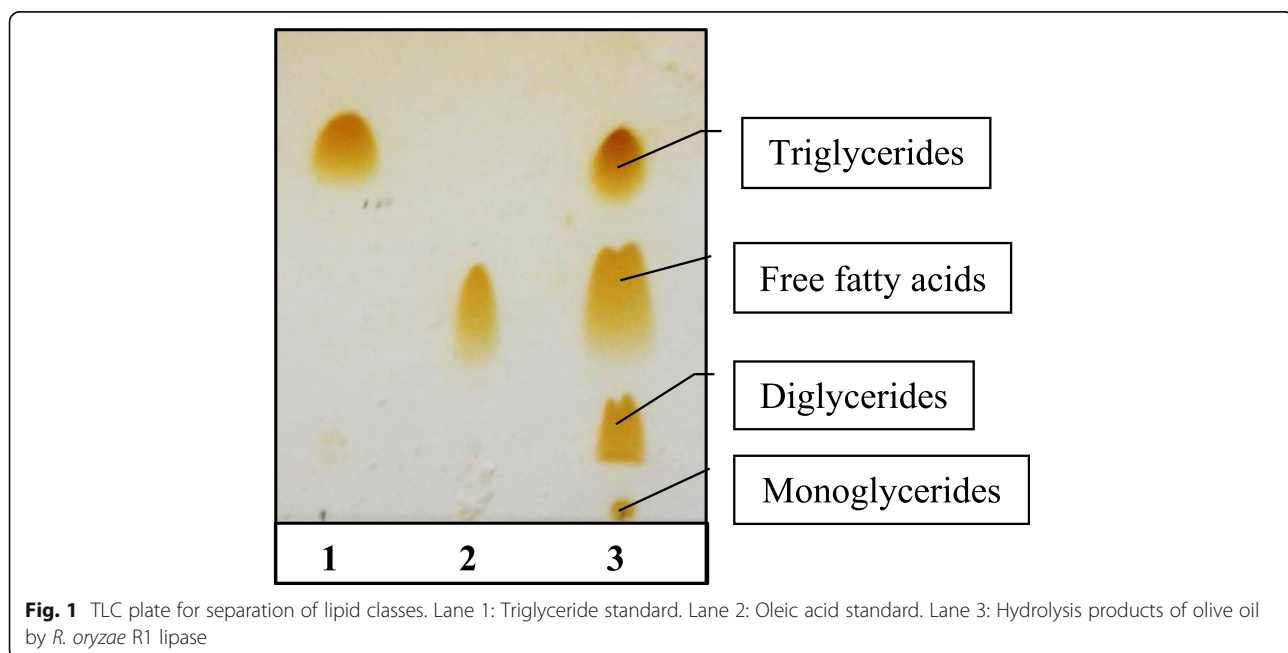 Triglycerides
Free fatty acids
Diglycerides
Monoglycerides
1 2 3
Fig. 1 TLC plate for separation of lipid classes. Lane 1: Triglyceride standard. Lane 2: Oleic acid standard. Lane 3: Hydrolysis products of olive oil
by R. oryzae R1 lipase